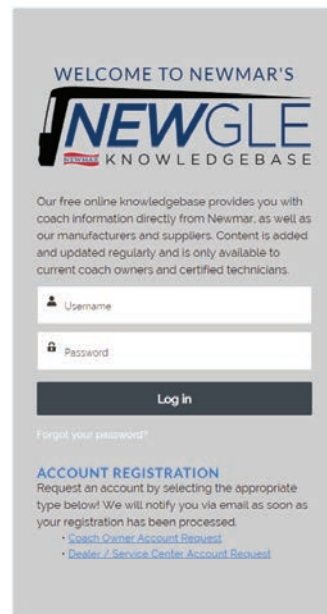 WELCOME TO NEWMAR'S
NEWGLE
NEWMAR KNOWLEDGEBASE
Our free online knowledgebase provides you with
coach information directly from Newmar, as well as
our manufacturers and suppliers. Content is added
and updated regularly and is only available to
current coach owners and certified technicians.
Username
Password
Log in
Forgot your password?
ACCOUNT REGISTRATION
Request an account by selecting the appropriate
type below! We will notify you via email as soon as
your registration has been processed.
• Coach Owner Account Request
• Dealer / Service Center Account Request